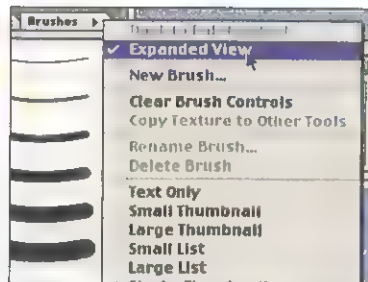 Brushes
Expanded View
New Brush...
Clear Brush Controls
Copy Texture to Other Tools
Rename Brush...
Delete Brush
Text Only
Small Thumbnail
Large Thumbnail
Small List
Large List